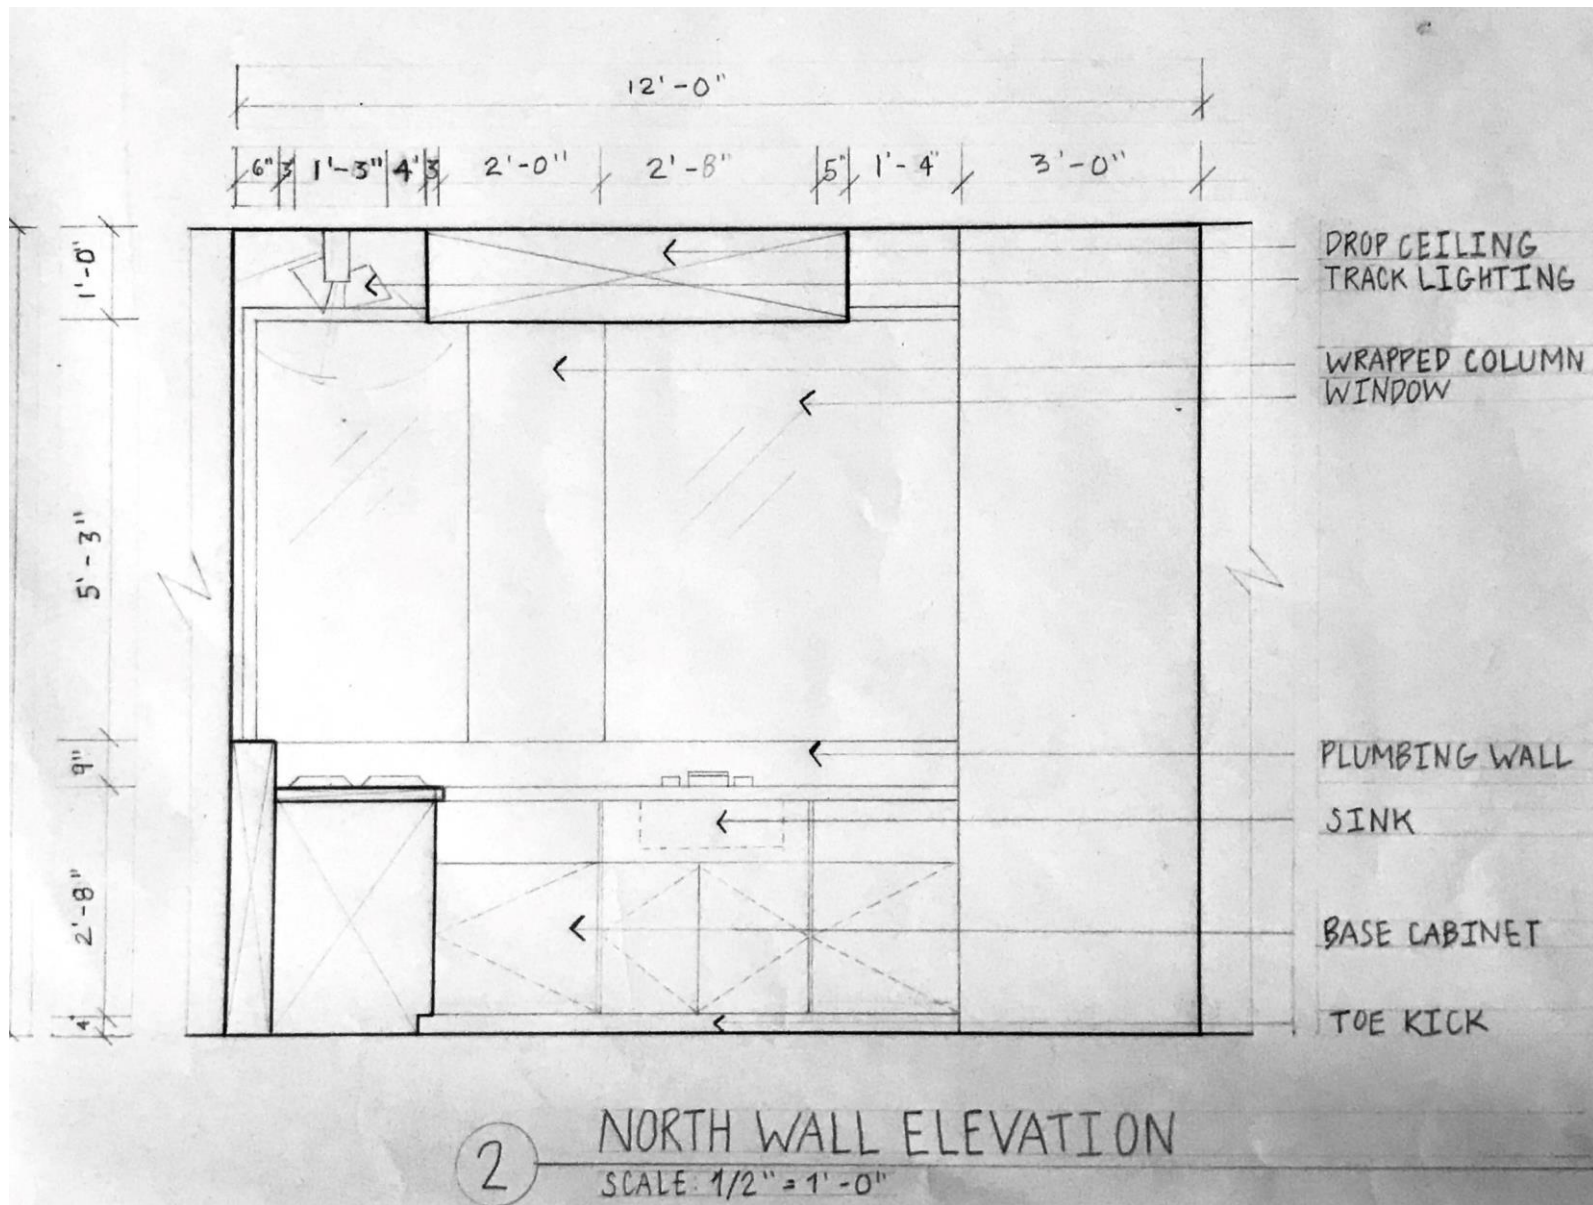 12'-0"
6" 3" 1'-3" 4" 3" 2'-0" 2'-8" 5" 1'-4" 3'-0"
1'-0"
5'-3"
9"
2'-8"
4"
DROP CEILING
TRACK LIGHTING
WRAPPED COLUMN
WINDOW
PLUMBING WALL
SINK
BASE CABINET
TOE KICK
2
NORTH WALL ELEVATION
SCALE: 1/2" = 1'-0"